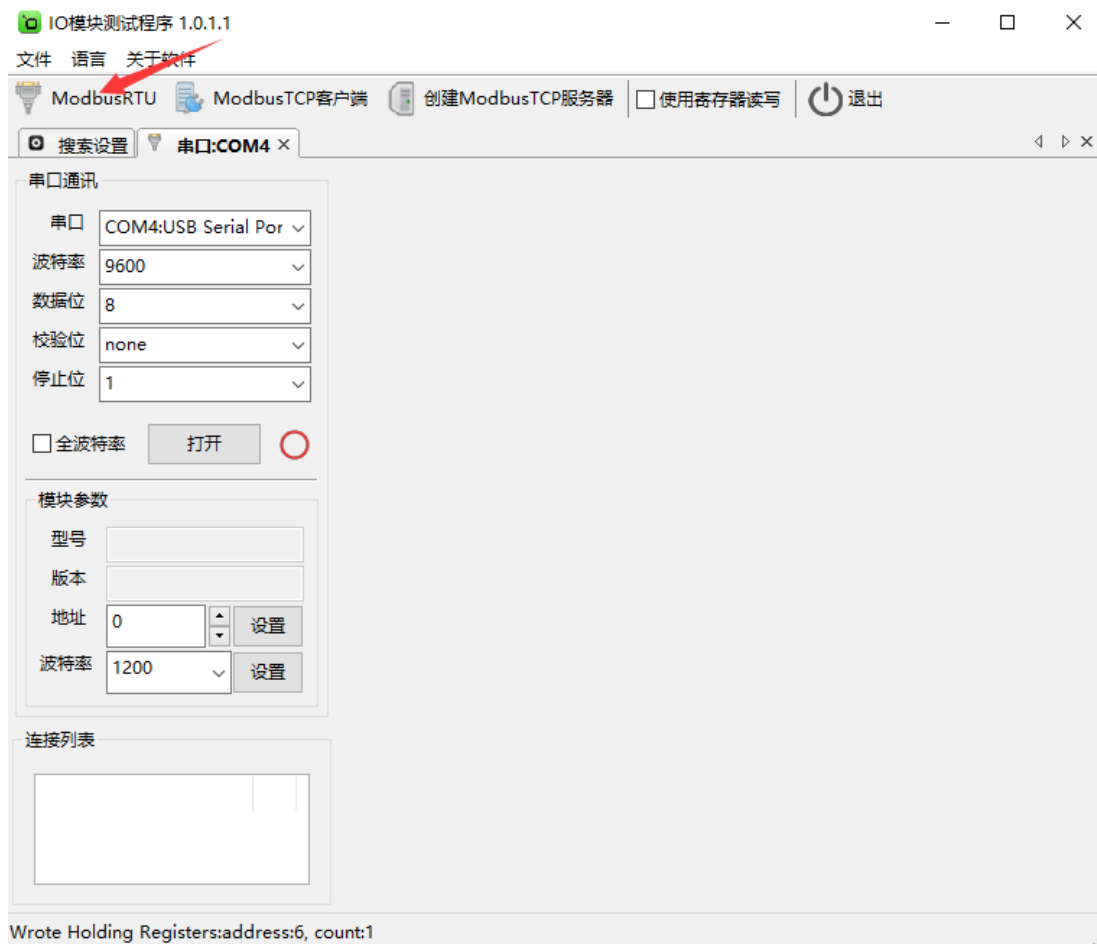 IO模块测试程序 1.0.1.1
文件 语言 关于软件
ModbusRTU ModbusTCP客户端 创建ModbusTCP服务器 使用寄存器读写 退出
搜索设置 串口:COM4
串口通讯
串口 COM4:USB Serial Por
波特率 9600
数据位 8
校验位 none
停止位 1
全波特率 打开
模块参数
型号
版本
地址 0 设置
波特率 1200 设置
连接列表
Wrote Holding Registers:address:6, count:1